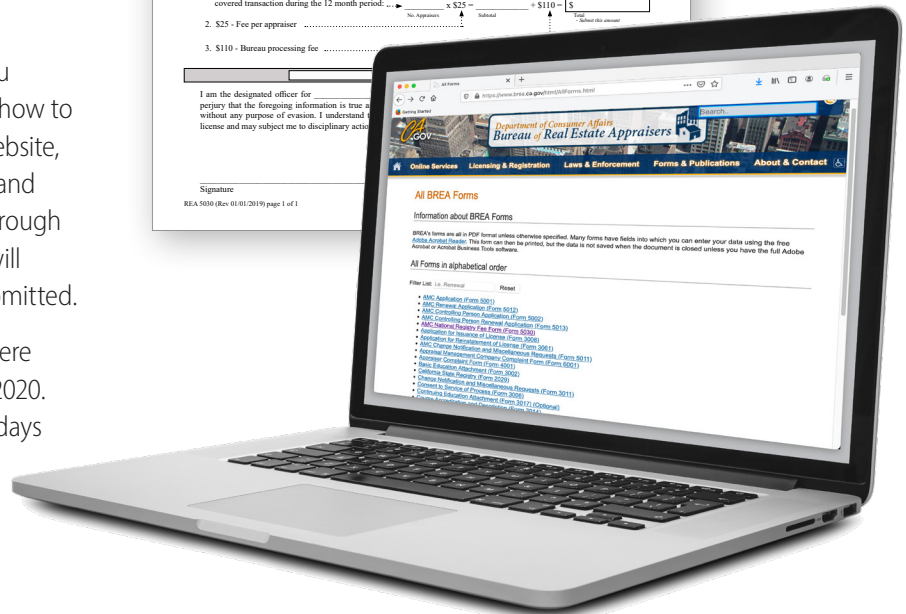 covered transaction during the 12 month period: x $25 = + $110 = $
No. Appraisers Subtotal Total
- Submit this amount
2. $25 - Fee per appraiser
3. $110 - Bureau processing fee
I am the designated officer for
perjury that the foregoing information is true a
without any purpose of evasion. I understand t
license and may subject me to disciplinary actio
Signature
REA 5030 (Rev 01/01/2019) page 1 of 1
u
how to
ebsite,
and
rough
will
omitted.
ere
2020.
days
All Forms
https://www.brea.ca.gov/html/AllForms.html
Getting Started
Search
CA
.GOV
Department of Consumer Affairs
Bureau of Real Estate Appraisers
Online Services Licensing & Registration Laws & Enforcement Forms & Publications About & Contact
All BREA Forms
Information about BREA Forms
BREA's forms are all in PDF format unless otherwise specified. Many forms have fields into which you can enter your data using the free
Adobe Acrobat Reader. This form can then be printed, but the data is not saved when the document is closed unless you have the full Adobe
Acrobat or Acrobat Business Tools software.
All Forms in alphabetical order
Filter List: i.e. Renewal Reset
• AMC Application (Form 5001)
• AMC Renewal Application (Form 5012)
• AMC Controlling Person Application (Form 5002)
• AMC Controlling Person Renewal Application (Form 5013)
• AMC National Registry Fee Form (Form 5030)
• Application for Issuance of License (Form 3008)
• Application for Reinstatement of License (Form 3061)
• AMC Change Notification and Miscellaneous Requests (Form 5011)
• Appraisal Management Company Complaint Form (Form 6001)
• Appraiser Complaint Form (Form 4001)
• Basic Education Attachment (Form 3002)
• California State Registry (Form 2029)
• Change Notification and Miscellaneous Requests (Form 3011)
• Consent to Service of Process (Form 3006)
• Continuing Education Attachment (Form 3017) (Optional)
• Course Accreditation and Description (Form 3014)